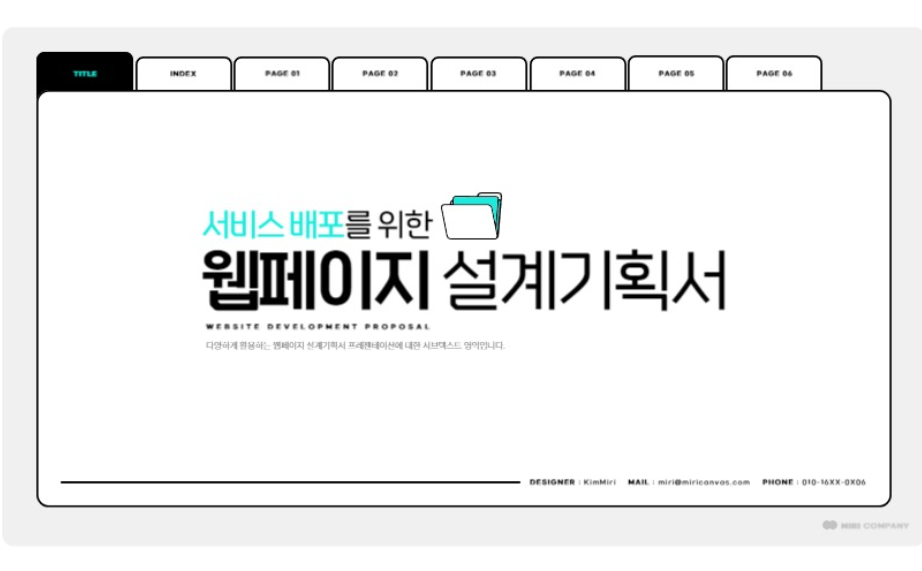 TITLE INDEX PAGE 01 PAGE 02 PAGE 03 PAGE 04 PAGE 05 PAGE 06
서비스 배포를 위한
웹페이지 설계기획서
WEBSITE DEVELOPMENT PROPOSAL
다양하게 활용하는 웹페이지 설계기획서 프레젠테이션에 대한 서브텍스트 영역입니다.
DESIGNER : KimMiri MAIL : miri@miricanvas.com PHONE : 010-16XX-0X06
MIRI COMPANY